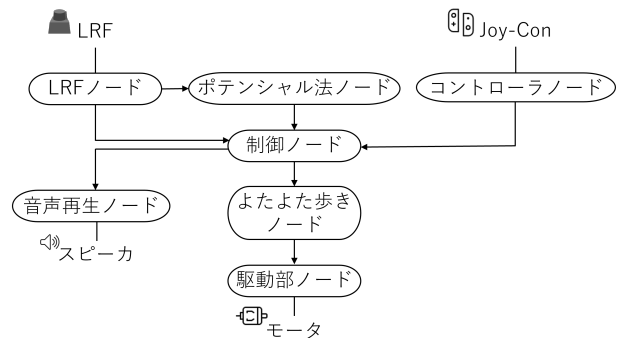 LRF
Joy-Con
LRFノード
ポテンシャル法ノード
コントローラノード
制御ノード
音声再生ノード
よたよた歩き
ノード
スピーカ
駆動部ノード
モータ